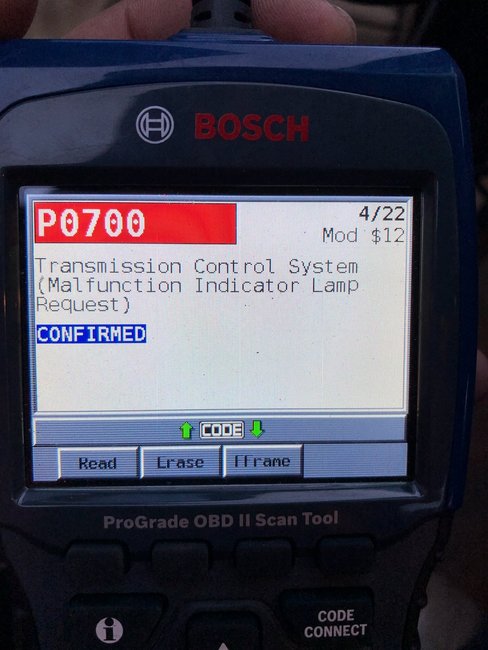 BOSCH
P0700
4/22
Mod $12
Transmission Control System
(Malfunction Indicator Lamp
Request)
CONFIRMED
CODE
Read Erase FFrame
ProGrade OBD II Scan Tool
i
CODE
CONNECT